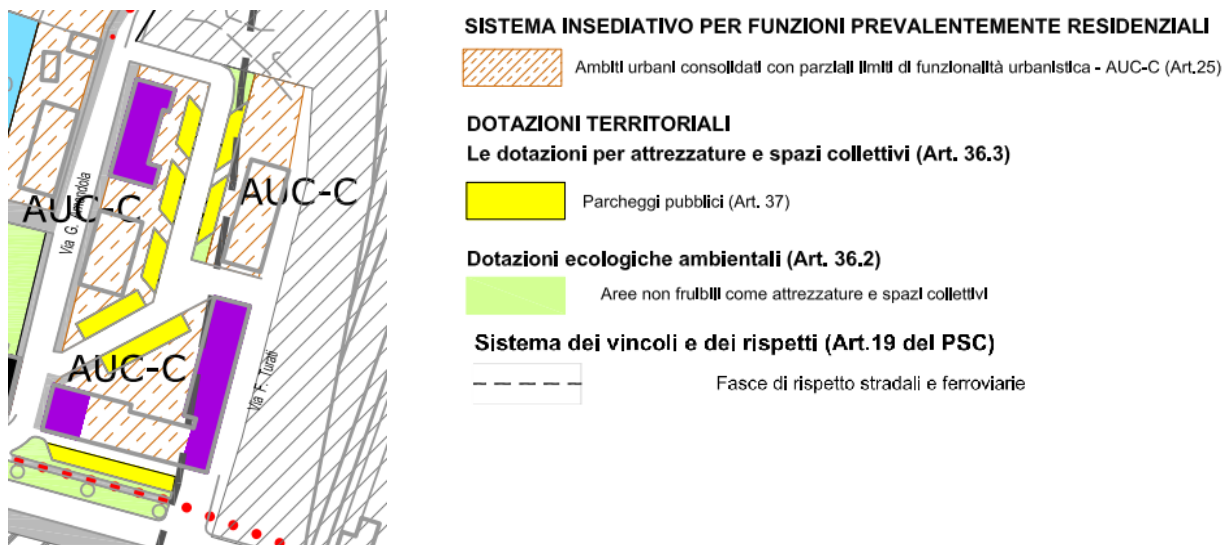 AUC-C
AUC-C
Via G. Amendola
AUC-C
Via F. Turati
SISTEMA INSEDIATIVO PER FUNZIONI PREVALENTEMENTE RESIDENZIALI
Ambiti urbani consolidati con parziali limiti di funzionalità urbanistica - AUC-C (Art.25)
DOTAZIONI TERRITORIALI
Le dotazioni per attrezzature e spazi collettivi (Art. 36.3)
Parcheggi pubblici (Art. 37)
Dotazioni ecologiche ambientali (Art. 36.2)
Aree non fruibili come attrezzature e spazi collettivi
Sistema dei vincoli e dei rispetti (Art.19 del PSC)
Fasce di rispetto stradali e ferroviarie